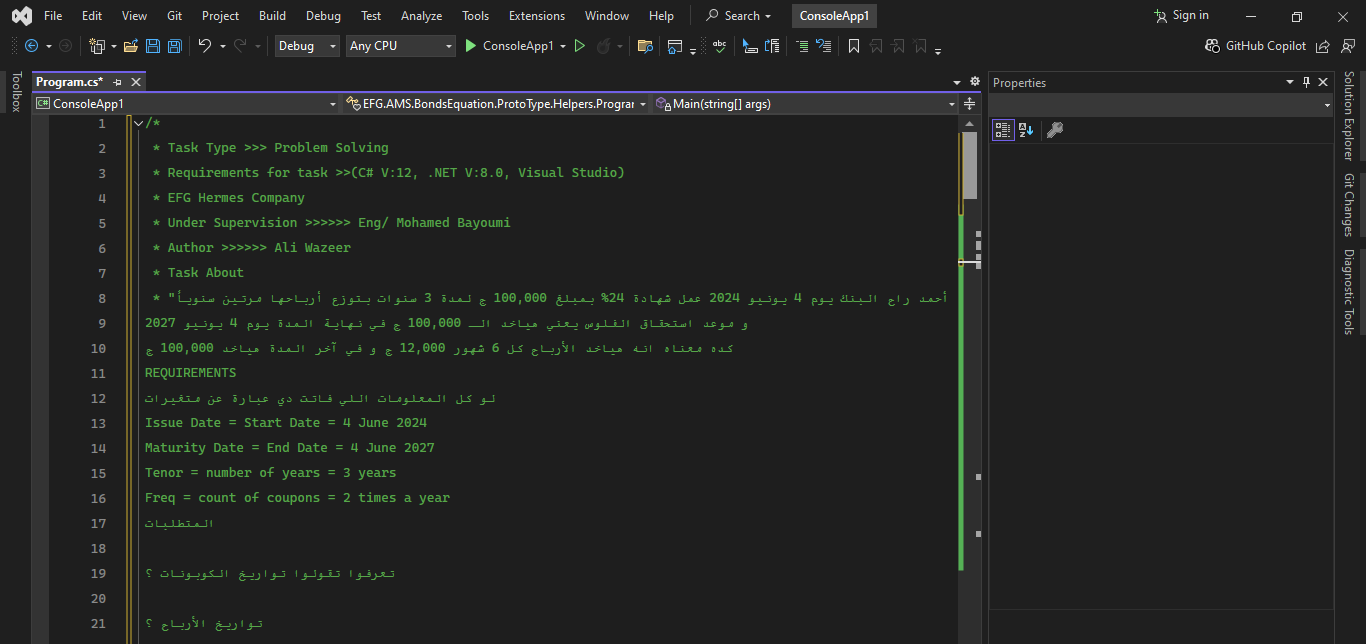 File Edit View Git Project Build Debug Test Analyze Tools Extensions Window Help Search ConsoleApp1 Sign in
Debug Any CPU ConsoleApp1 abc GitHub Copilot
Toolbox
Program.cs*
ConsoleApp1 EFG.AMS.BondsEquation.ProtoType.Helpers.Progran Main(string[] args)
1 /*
2 * Task Type >>> Problem Solving
3 * Requirements for task >>(C# V:12, .NET V:8.0, Visual Studio)
4 * EFG Hermes Company
5 * Under Supervision >>>>>> Eng/ Mohamed Bayoumi
6 * Author >>>>>> Ali Wazeer
7 * Task About
8 * "أحمد راح البنك يوم 4 يونيو 2024 عمل شهادة 24% بمبلغ 100,000 ج لمدة 3 سنوات بتوزع أرباحها مرتين سنوياً
9 و موعد استحقاق الفلوس يعني هياخد الــ 100,000 ج في نهاية المدة يوم 4 يونيو 2027
10 كده معناه انه هياخد الأرباح كل 6 شهور 12,000 ج و في آخر المدة هياخد 100,000 ج
11 REQUIREMENTS
12 لو كل المعلومات اللي فاتت دي عبارة عن متغيرات
13 Issue Date = Start Date = 4 June 2024
14 Maturity Date = End Date = 4 June 2027
15 Tenor = number of years = 3 years
16 Freq = count of coupons = 2 times a year
17 المتطلبات
18
19 تعرفوا تقولوا تواريخ الكوبونات ؟
20
21 تواريخ الأرباح ؟
Properties
Solution Explorer
Git Changes
Diagnostic Tools